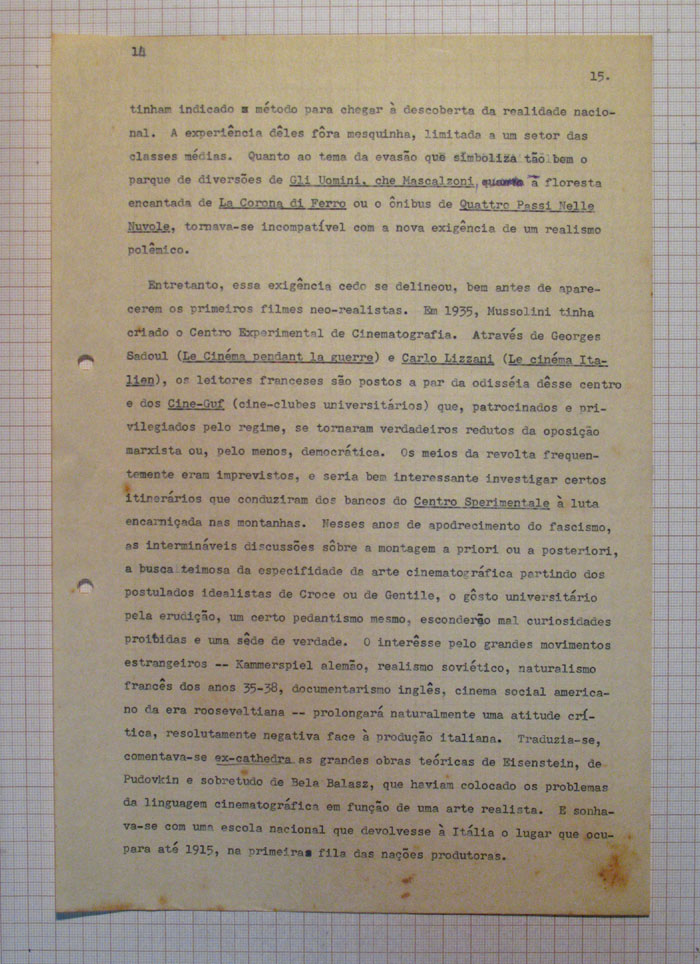 14
15.
tinham indicado método para chegar à descoberta da realidade nacio-
nal. A experiência dêles fôra mesquinha, limitada a um setor das
classes médias. Quanto ao tema da evasão que simboliza tão bem o
parque de diversões de Gli Uomini, che Mascalzoni, a floresta
encantada de La Corona di Ferro ou o ônibus de Quattro Passi Nelle
Nuvole, tornava-se incompatível com a nova exigência de um realismo
polêmico.
Entretanto, essa exigência cedo se delineou, bem antes de apare-
cerem os primeiros filmes neo-realistas. Em 1935, Mussolini tinha
criado o Centro Experimental de Cinematografia. Através de Georges
Sadoul (Le Cinéma pendant la guerre) e Carlo Lizzani (Le cinéma Ita-
lien), os leitores franceses são postos a par da odisséia dêsse centro
e dos Cine-Guf (cine-clubes universitários) que, patrocinados e pri-
vilegiados pelo regime, se tornaram verdadeiros redutos da oposição
marxista ou, pelo menos, democrática. Os meios da revolta frequen-
temente eram imprevistos, e seria bem interessante investigar certos
itinerários que conduziram dos bancos do Centro Sperimentale à luta
encarniçada nas montanhas. Nesses anos de apodrecimento do fascismo,
as intermináveis discussões sôbre a montagem a priori ou a posteriori,
a busca teimosa da especifidade da arte cinematográfica partindo dos
postulados idealistas de Croce ou de Gentile, o gôsto universitário
pela erudição, um certo pedantismo mesmo, esconderão mal curiosidades
proibidas e uma sêde de verdade. O interêsse pelo grandes movimentos
estrangeiros -- Kammerspiel alemão, realismo soviético, naturalismo
francês dos anos 35-38, documentarismo inglês, cinema social america-
no da era rooseveltiana -- prolongará naturalmente uma atitude crí-
tica, resolutamente negativa face à produção italiana. Traduzia-se,
comentava-se ex-cathedra as grandes obras teóricas de Eisenstein, de
Pudovkin e sobretudo de Bela Balasz, que haviam colocado os problemas
da linguagem cinematográfica em função de uma arte realista. E sonha-
va-se com uma escola nacional que devolvesse à Itália o lugar que ocu-
para até 1915, na primeira fila das nações produtoras.